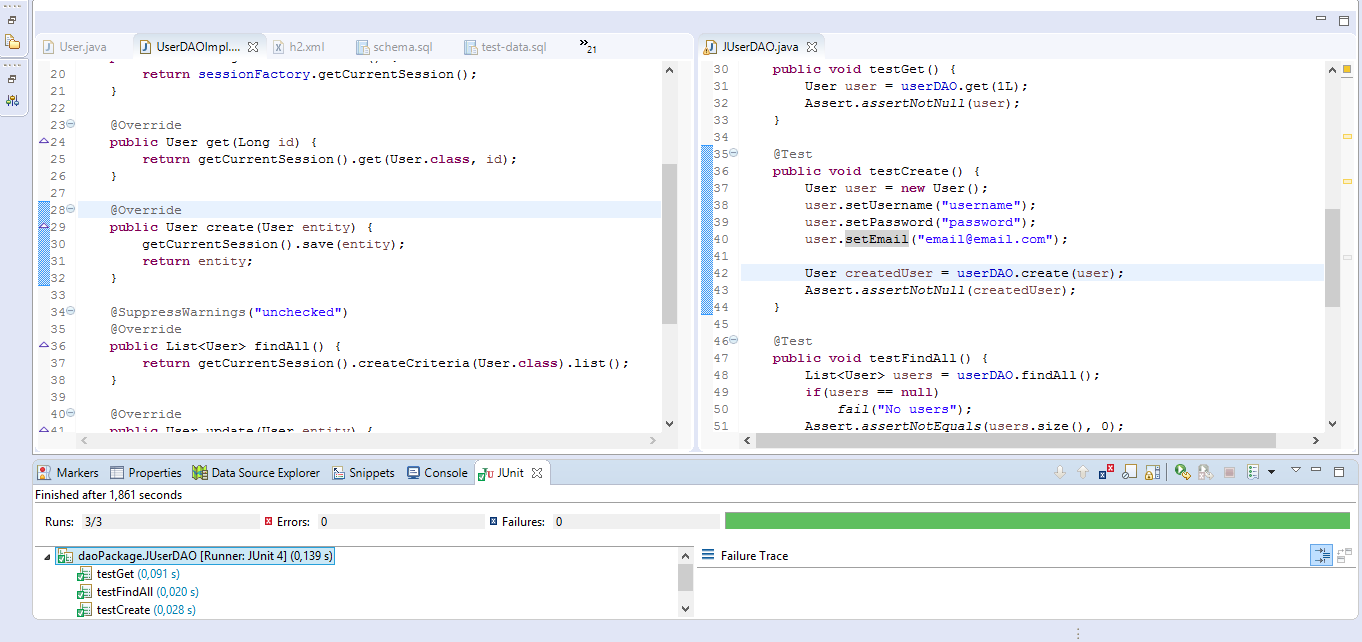 User.java
UserDAOImpl....
h2.xml
schema.sql
test-data.sql
»21
20 return sessionFactory.getCurrentSession();
21 }
22
23 @Override
24 public User get(Long id) {
25 return getCurrentSession().get(User.class, id);
26 }
27
28 @Override
29 public User create(User entity) {
30 getCurrentSession().save(entity);
31 return entity;
32 }
33
34 @SuppressWarnings("unchecked")
35 @Override
36 public List<User> findAll() {
37 return getCurrentSession().createCriteria(User.class).list();
38 }
39
40 @Override
41 public User update(User entity) {
JUserDAO.java
30 public void testGet() {
31 User user = userDAO.get(1L);
32 Assert.assertNotNull(user);
33 }
34
35 @Test
36 public void testCreate() {
37 User user = new User();
38 user.setUsername("username");
39 user.setPassword("password");
40 user.setEmail("email@email.com");
41
42 User createdUser = userDAO.create(user);
43 Assert.assertNotNull(createdUser);
44 }
45
46 @Test
47 public void testFindAll() {
48 List<User> users = userDAO.findAll();
49 if(users == null)
50 fail("No users");
51 Assert.assertNotEquals(users.size(), 0);
Markers
Properties
Data Source Explorer
Snippets
Console
JUnit
Finished after 1,861 seconds
Runs: 3/3
Errors: 0
Failures: 0
daoPackage.JUserDAO [Runner: JUnit 4] (0,139 s)
testGet (0,091 s)
testFindAll (0,020 s)
testCreate (0,028 s)
Failure Trace